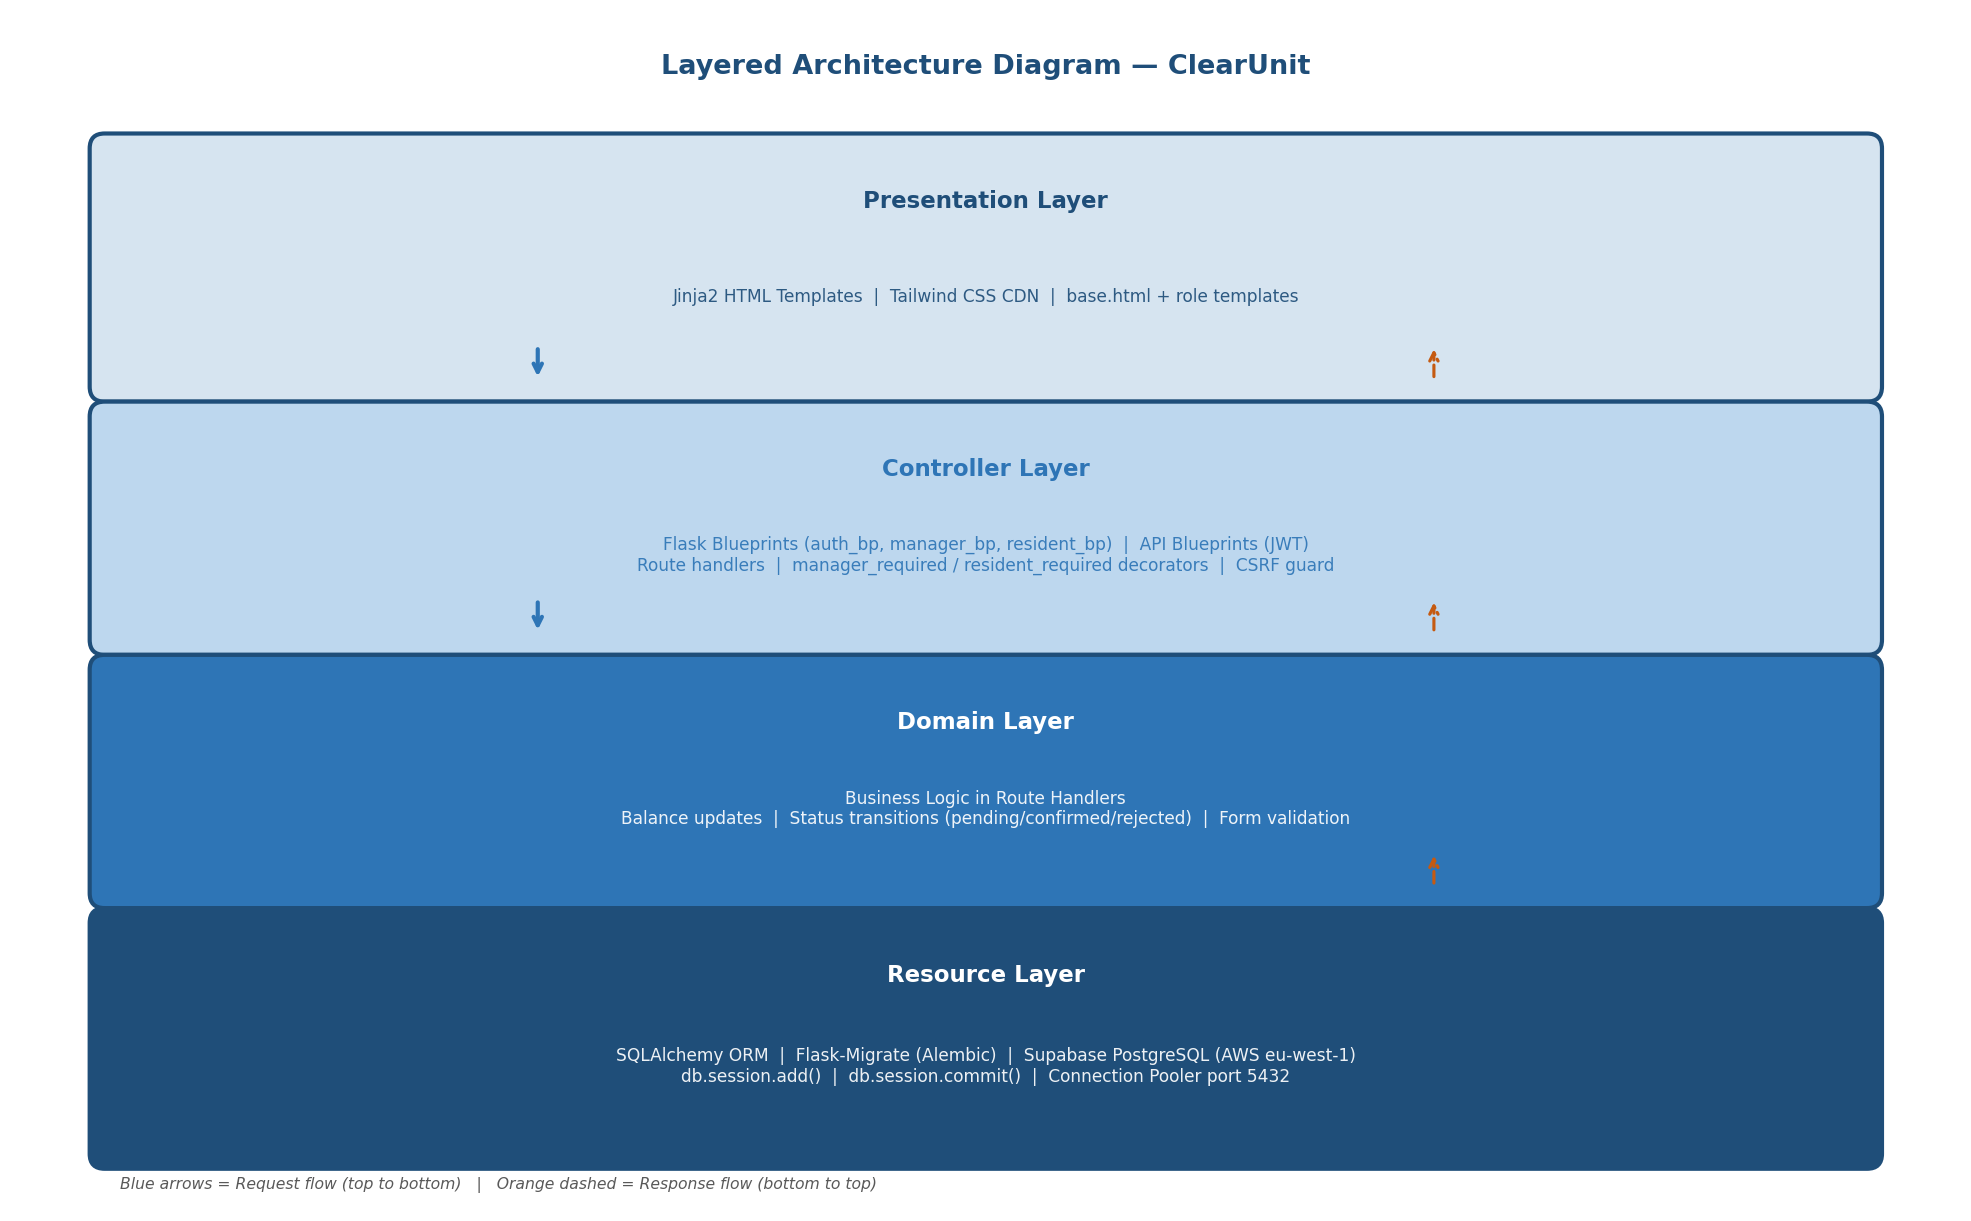 Layered Architecture Diagram — ClearUnit
Presentation Layer
Jinja2 HTML Templates | Tailwind CSS CDN | base.html + role templates
Controller Layer
Flask Blueprints (auth_bp, manager_bp, resident_bp) | API Blueprints (JWT)
Route handlers | manager_required / resident_required decorators | CSRF guard
Domain Layer
Business Logic in Route Handlers
Balance updates | Status transitions (pending/confirmed/rejected) | Form validation
Resource Layer
SQLAlchemy ORM | Flask-Migrate (Alembic) | Supabase PostgreSQL (AWS eu-west-1)
db.session.add() | db.session.commit() | Connection Pooler port 5432
Blue arrows = Request flow (top to bottom) | Orange dashed = Response flow (bottom to top)